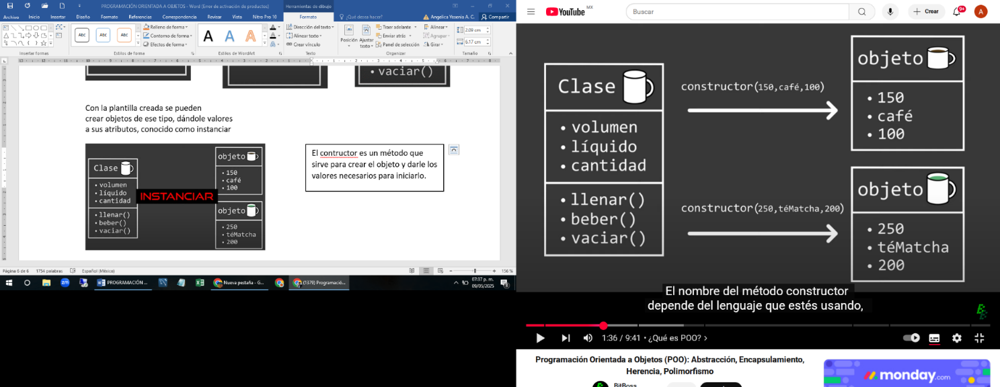 PROGRAMACIÓN ORIENTADA A OBJETOS - Word (Error de activación de productos)
Herramientas de dibujo
Archivo Inicio Insertar Diseño Formato Referencias Correspondencia Revisar Vista Nitro Pro 10 Formato ¿Qué desea hacer? Angelica Yesenia A. C. Compartir
Abc Abc Abc
Relleno de forma
Contorno de forma
Efectos de forma
A A A
Dirección del texto
Alinear texto
Crear vínculo
Posición Ajustar texto
Traer adelante
Enviar atrás
Panel de selección
Alinear
Agrupar
Girar
2.09 cm
6.17 cm
Insertar formas Estilos de forma Estilos de WordArt Texto Organizar Tamaño
• vaciar()
Con la plantilla creada se pueden
crear objetos de ese tipo, dándole valores
a sus atributos, conocido como instanciar
Clase
• volumen
• líquido
• cantidad
• llenar()
• beber()
• vaciar()
INSTANCIAR
objeto
• 150
• café
• 100
objeto
• 250
• téMatcha
• 200
El contructor es un método que
sirve para crear el objeto y darle los
valores necesarios para iniciarlo.
Página 6 de 6 1754 palabras Español (México) 156 %
zm PROGRAMACIÓN ... Nueva pestaña - G... (1379) Programació...
07:37 p. m.
09/05/2025
3
YouTube MX
Buscar
Crear
9+
A
Clase
• volumen
• líquido
• cantidad
• llenar()
• beber()
• vaciar()
constructor(150,café,100)
constructor(250,téMatcha,200)
objeto
• 150
• café
• 100
objeto
• 250
• téMatcha
• 200
El nombre del método constructor
depende del lenguaje que estés usando,
1:36 / 9:41 • ¿Qué es POO? >
Programación Orientada a Objetos (POO): Abstracción, Encapsulamiento,
Herencia, Polimorfismo
BitBoss
monday.com